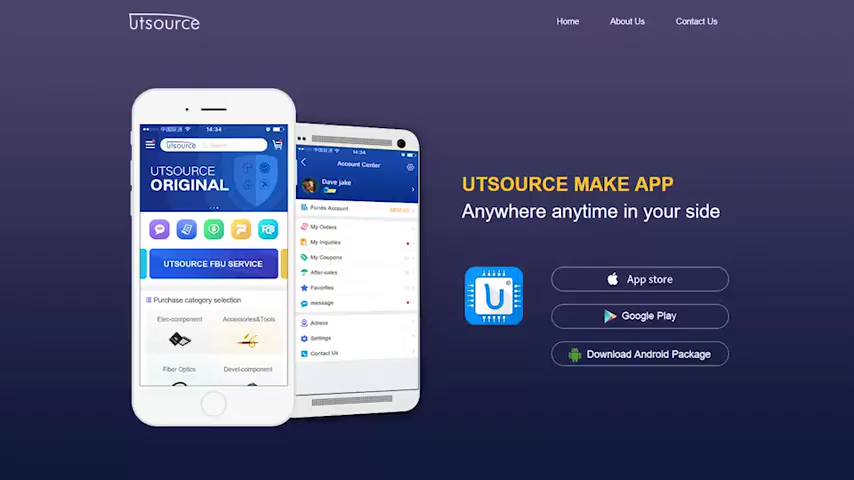 utsource
Home
About Us
Contact Us
14:34
utsource
Search
UTSOURCE
ORIGINAL
UTSOURCE FBU SERVICE
Purchase category selection
Elec-component
Accessories&Tools
Fiber Optics
Devel-component
14:34
Account Center
Dave jake
Funds Account
My Orders
My Inquiries
My Coupons
After-sales
Favorites
message
Adress
Settings
Contact Us
UTSOURCE MAKE APP
Anywhere anytime in your side
U
App store
Google Play
Download Android Package